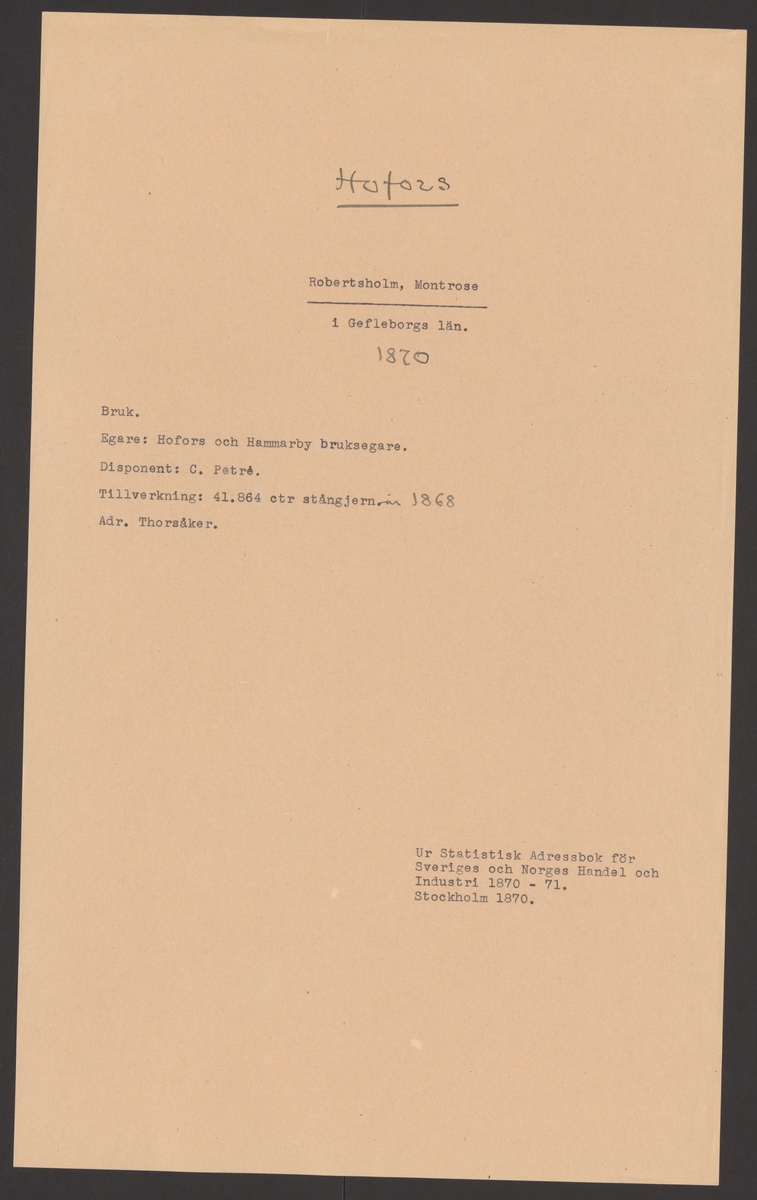 Hofors
Robertsholm, Montrose
i Gefleborgs län.
1870
Bruk.
Egare: Hofors och Hammarby bruksegare.
Disponent: C. Petré.
Tillverkning: 41.864 ctr stångjern. år 1868
Adr. Thorsåker.
Ur Statistisk Adressbok för
Sveriges och Norges Handel och
Industri 1870 - 71.
Stockholm 1870.